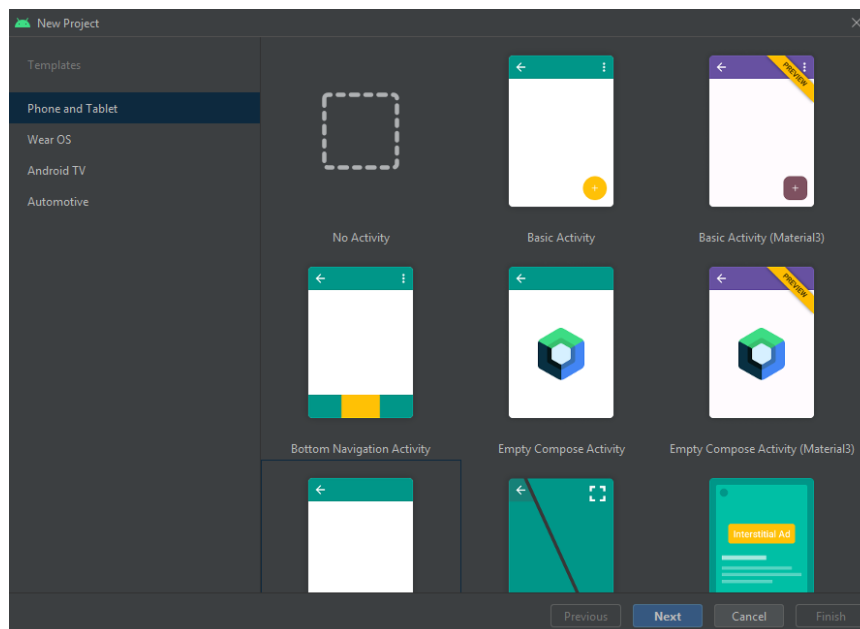 New Project
Templates
Phone and Tablet
Wear OS
Android TV
Automotive
No Activity
Basic Activity
PREVIEW
Basic Activity (Material3)
Bottom Navigation Activity
Empty Compose Activity
PREVIEW
Empty Compose Activity (Material3)
Interstitial Ad
Previous
Next
Cancel
Finish